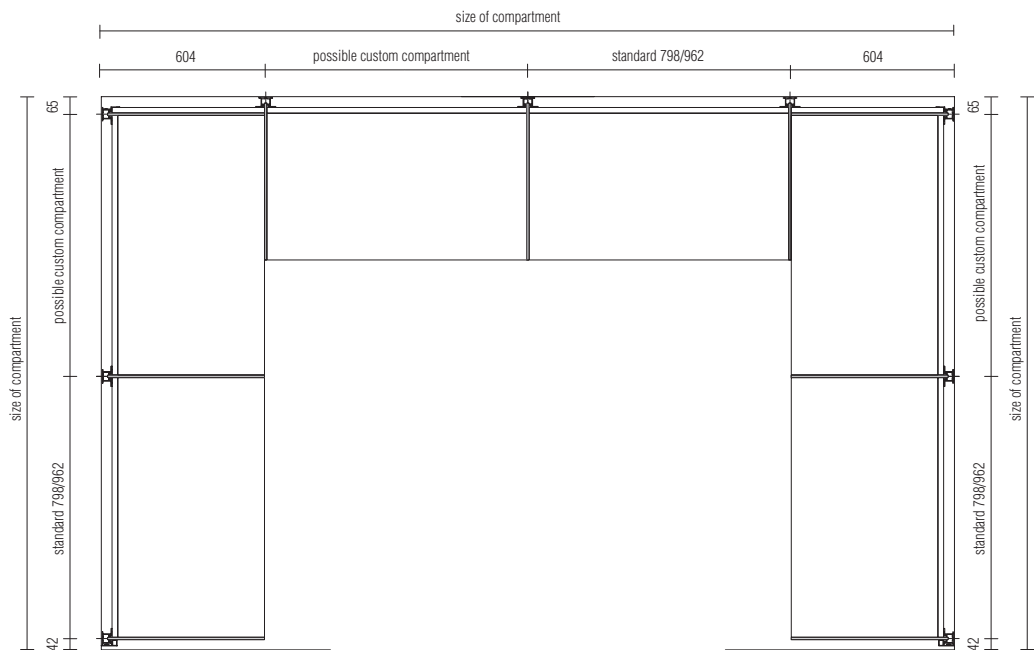 size of compartment
604
possible custom compartment
standard 798/962
604
65
possible custom compartment
size of compartment
standard 798/962
42
65
possible custom compartment
size of compartment
standard 798/962
42